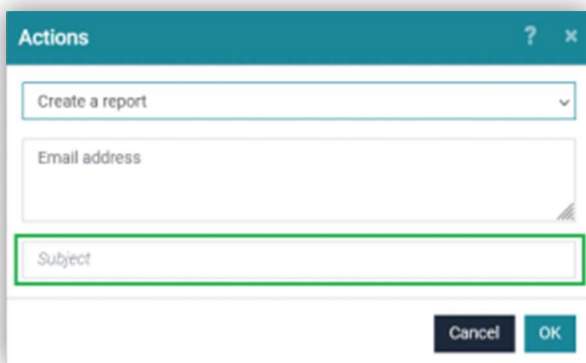 Actions ? ×
Create a report
Email address
Subject
Cancel OK